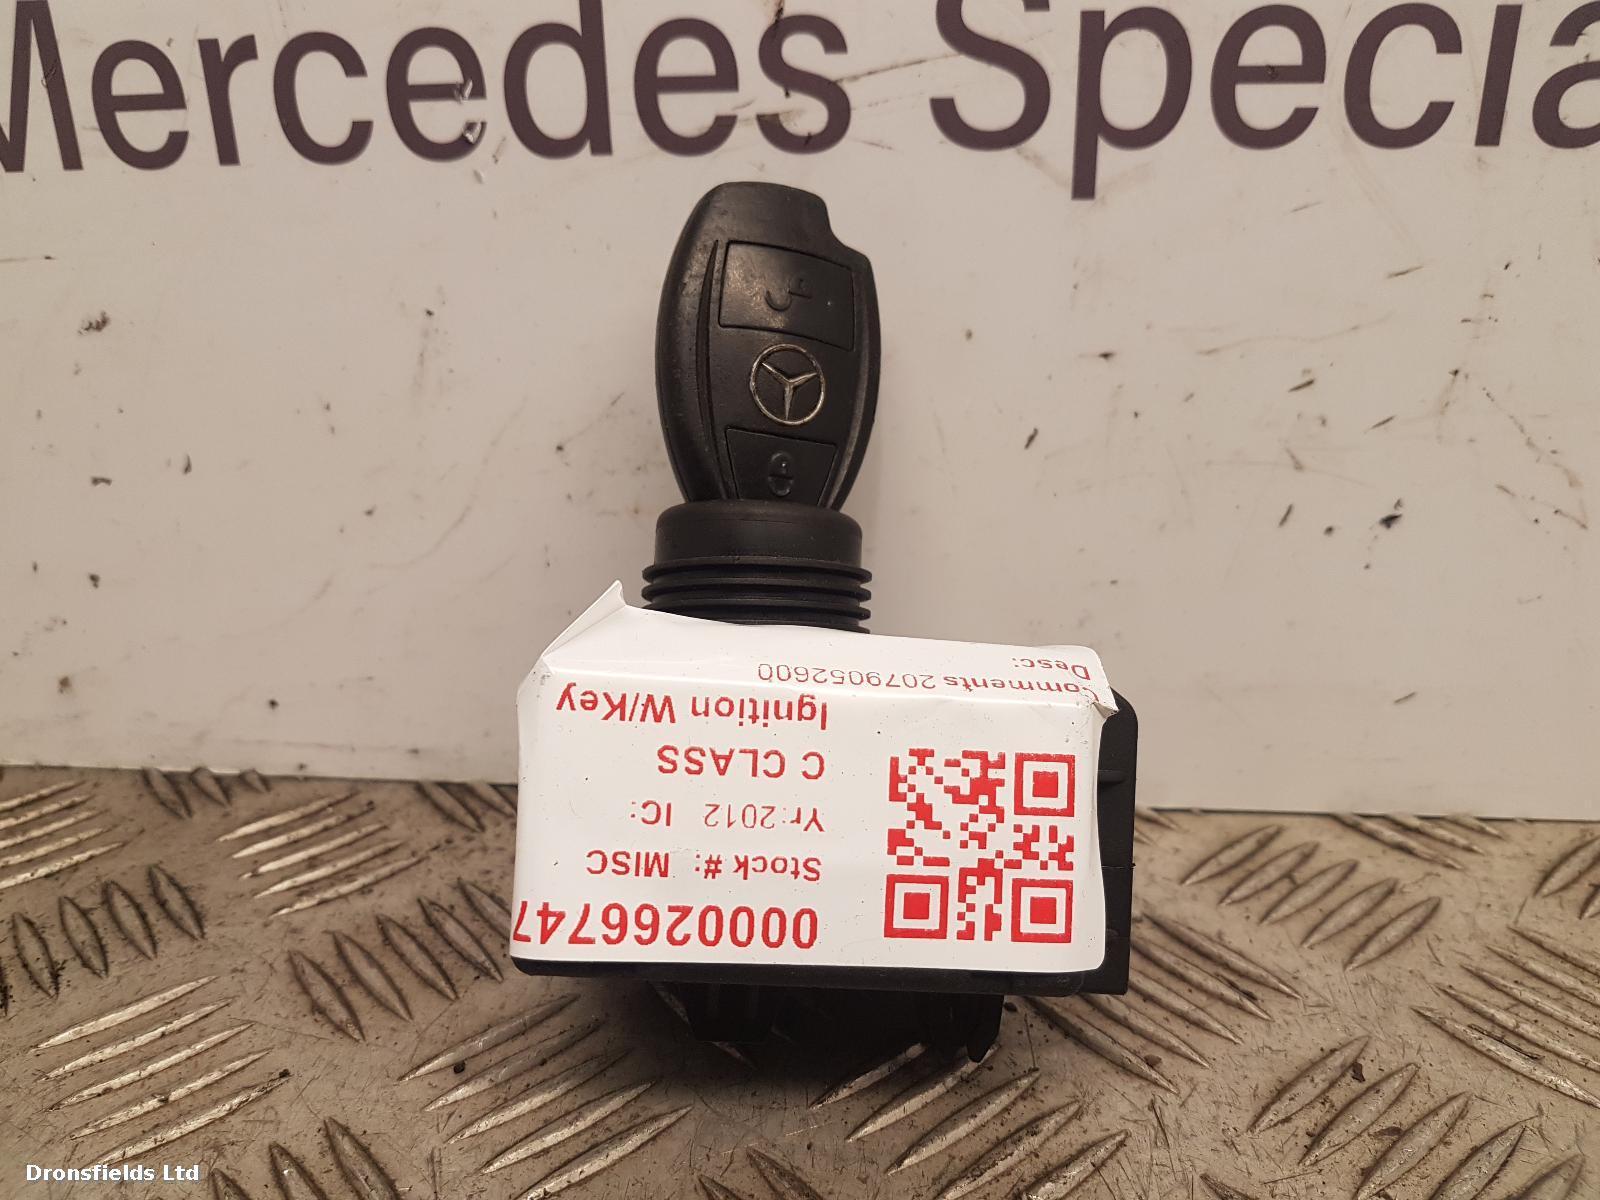 Mercedes Specia
0000266747
Stock #: MISC
Yr:2012 IC:
C CLASS
Ignition W/Key
Comments 2079052600
Desc:
Dronsfields Ltd